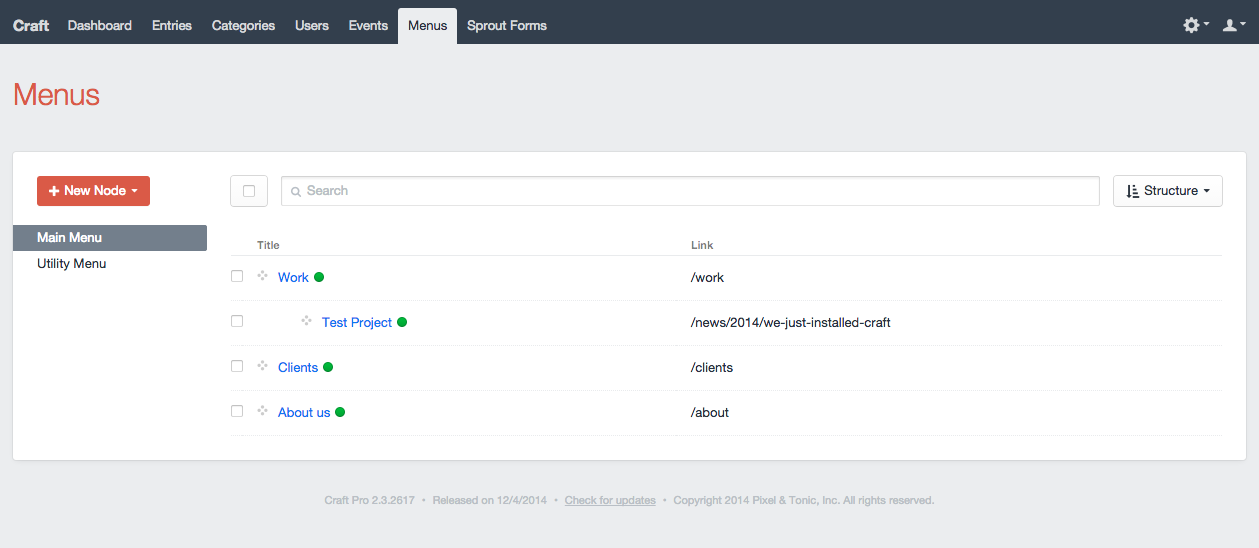 Craft Dashboard Entries Categories Users Events Menus Sprout Forms
Menus
New Node
Search
Structure
Main Menu
Utility Menu
Title Link
Work /work
Test Project /news/2014/we-just-installed-craft
Clients /clients
About us /about
Craft Pro 2.3.2617 • Released on 12/4/2014 • Check for updates • Copyright 2014 Pixel & Tonic, Inc. All rights reserved.